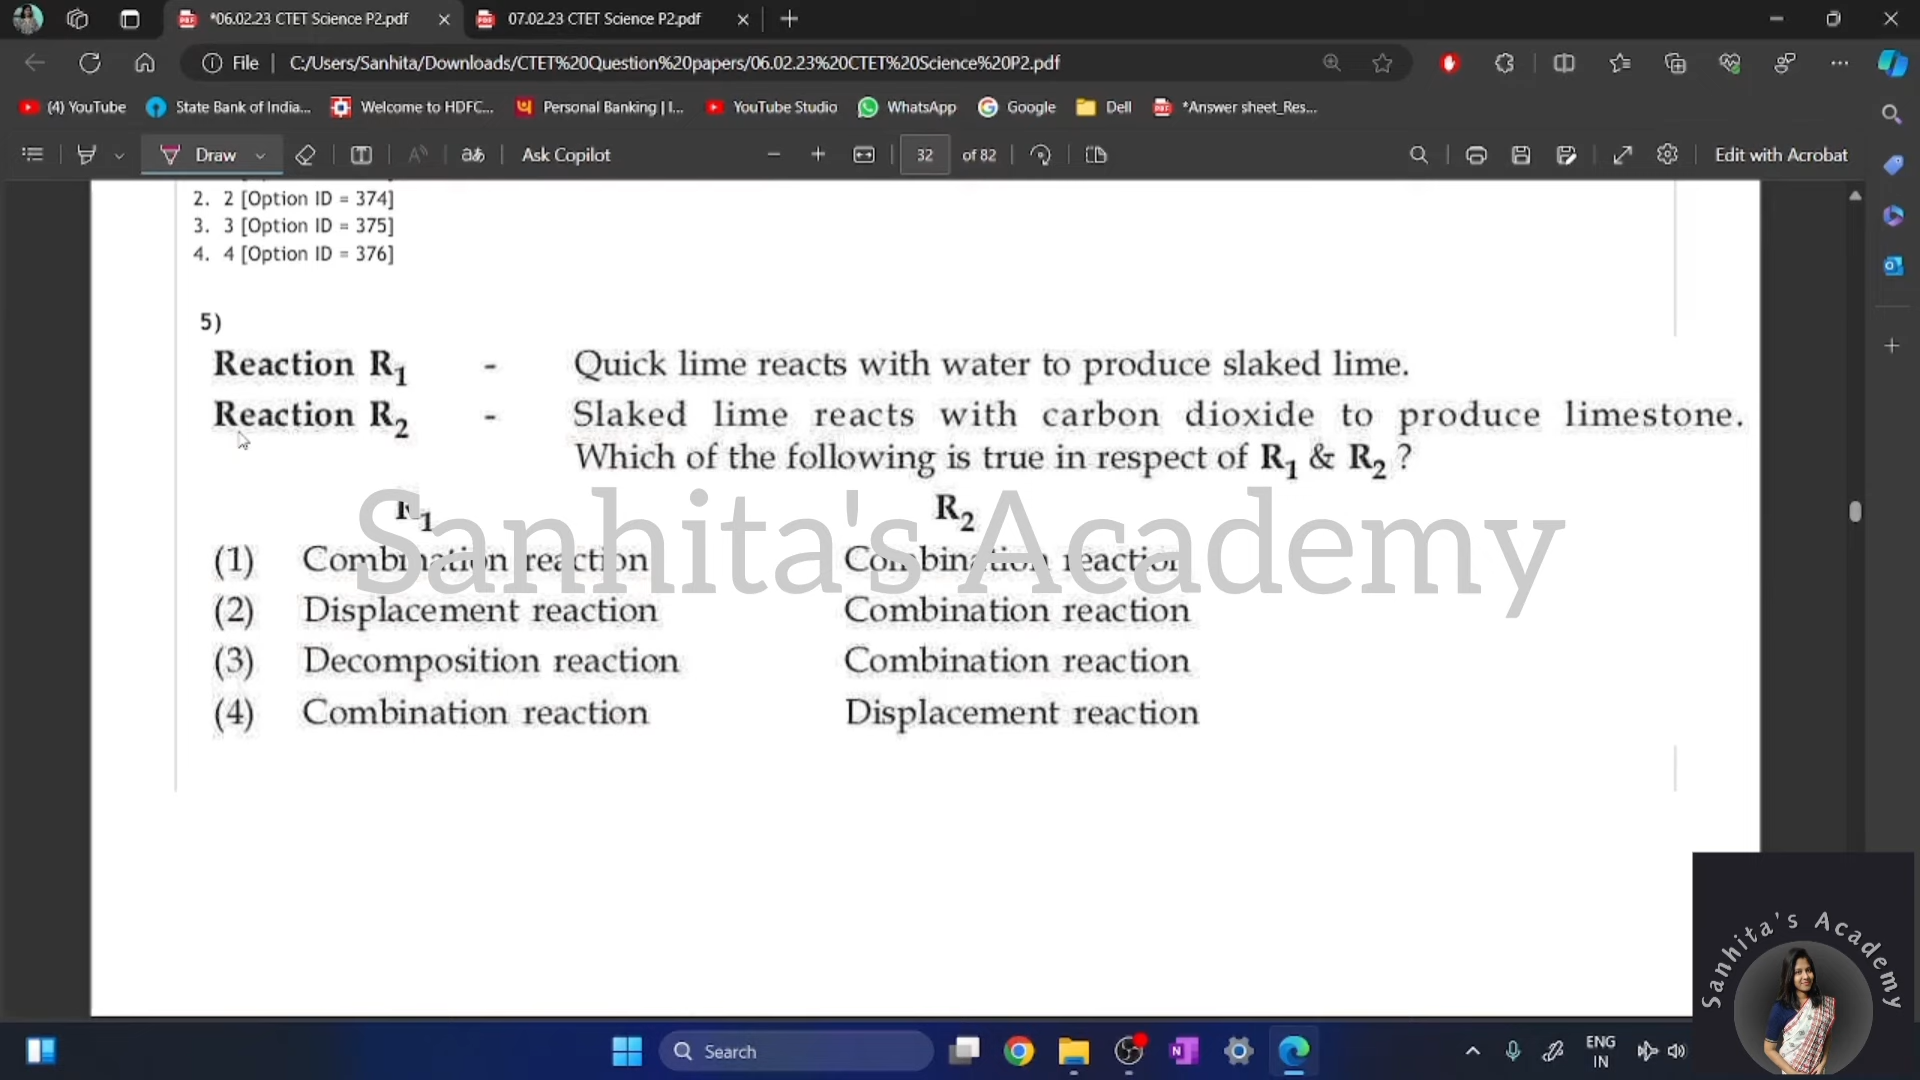 *06.02.23 CTET Science P2.pdf
07.02.23 CTET Science P2.pdf
File
C:/Users/Sanhita/Downloads/CTET%20Question%20papers/06.02.23%20CTET%20Science%20P2.pdf
(4) YouTube
State Bank of India...
Welcome to HDFC...
Personal Banking | I...
YouTube Studio
WhatsApp
Google
Dell
*Answer sheet_Res...
Draw
Ask Copilot
32 of 82
Edit with Acrobat
2. 2 [Option ID = 374]
3. 3 [Option ID = 375]
4. 4 [Option ID = 376]
5)
Reaction R1 - Quick lime reacts with water to produce slaked lime.
Reaction R2 - Slaked lime reacts with carbon dioxide to produce limestone.
Which of the following is true in respect of R1 & R2 ?
R1 R2
Sanhita's Academy
(1) Combination reaction Combination reaction
(2) Displacement reaction Combination reaction
(3) Decomposition reaction Combination reaction
(4) Combination reaction Displacement reaction
Sanhita's Academy
Search
ENG
IN